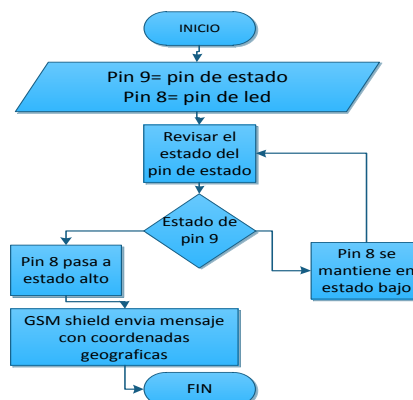 INICIO
Pin 9= pin de estado
Pin 8= pin de led
Revisar el
estado del
pin de estado
Estado de
pin 9
Pin 8 pasa a
estado alto
Pin 8 se
mantiene en
estado bajo
GSM shield envia mensaje
con coordenadas
geograficas
FIN